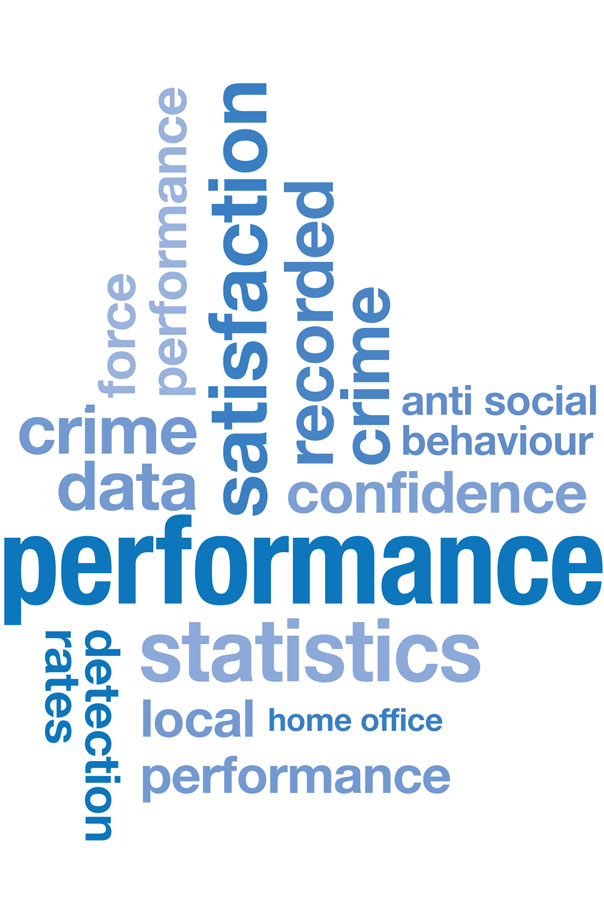 force
performance
satisfaction
recorded
crime
crime
data
anti social
behaviour
confidence
performance
detection
rates
statistics
local
home office
performance